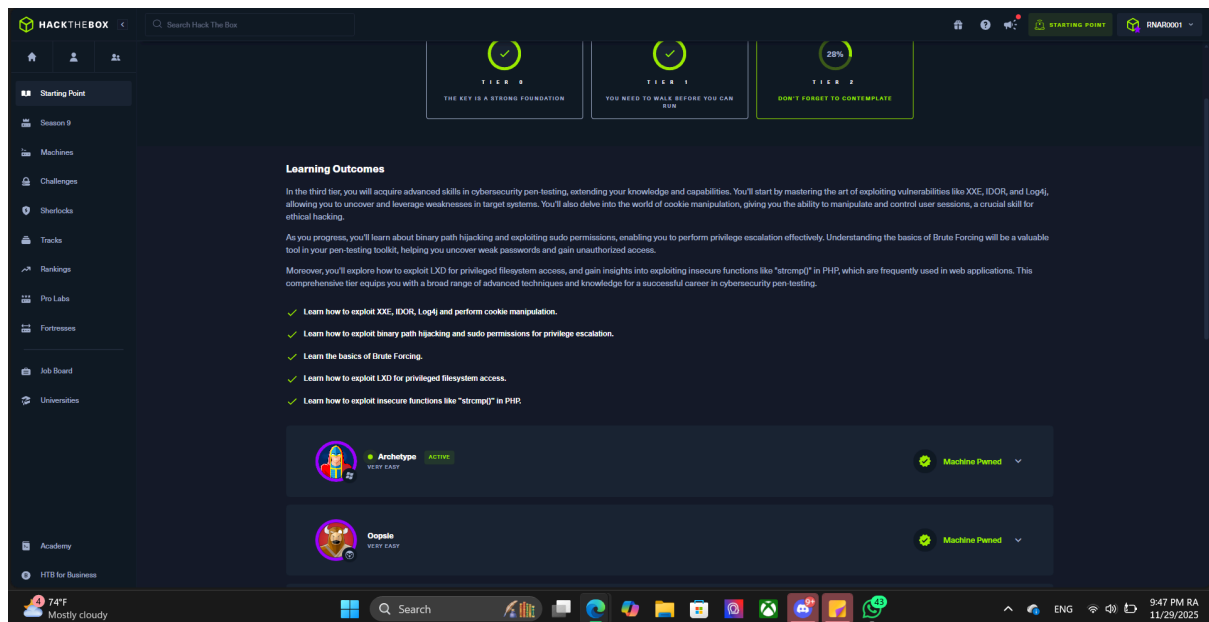 HACKTHEBOX
Search Hack The Box
STARTING POINT
RNAR0001
Starting Point
Season 9
Machines
Challenges
Sherlocks
Tracks
Rankings
Pro Labs
Fortresses
Job Board
Universities
Academy
HTB for Business
28%
TIER 0
THE KEY IS A STRONG FOUNDATION
TIER 1
YOU NEED TO WALK BEFORE YOU CAN
RUN
TIER 2
DON'T FORGET TO CONTEMPLATE
Learning Outcomes
In the third tier, you will acquire advanced skills in cybersecurity pen-testing, extending your knowledge and capabilities. You'll start by mastering the art of exploiting vulnerabilities like XXE, IDOR, and Log4j,
allowing you to uncover and leverage weaknesses in target systems. You'll also delve into the world of cookie manipulation, giving you the ability to manipulate and control user sessions, a crucial skill for
ethical hacking.
As you progress, you'll learn about binary path hijacking and exploiting sudo permissions, enabling you to perform privilege escalation effectively. Understanding the basics of Brute Forcing will be a valuable
tool in your pen-testing toolkit, helping you uncover weak passwords and gain unauthorized access.
Moreover, you'll explore how to exploit LXD for privileged filesystem access, and gain insights into exploiting insecure functions like "strcmp()" in PHP, which are frequently used in web applications. This
comprehensive tier equips you with a broad range of advanced techniques and knowledge for a successful career in cybersecurity pen-testing.
Learn how to exploit XXE, IDOR, Log4j and perform cookie manipulation.
Learn how to exploit binary path hijacking and sudo permissions for privilege escalation.
Learn the basics of Brute Forcing.
Learn how to exploit LXD for privileged filesystem access.
Learn how to exploit insecure functions like "strcmp()" in PHP.
Archetype ACTIVE
VERY EASY
Machine Pwned
Oopsie
VERY EASY
Machine Pwned
4
74°F
Mostly cloudy
Search
9+
43
ENG
9:47 PM RA
11/29/2025